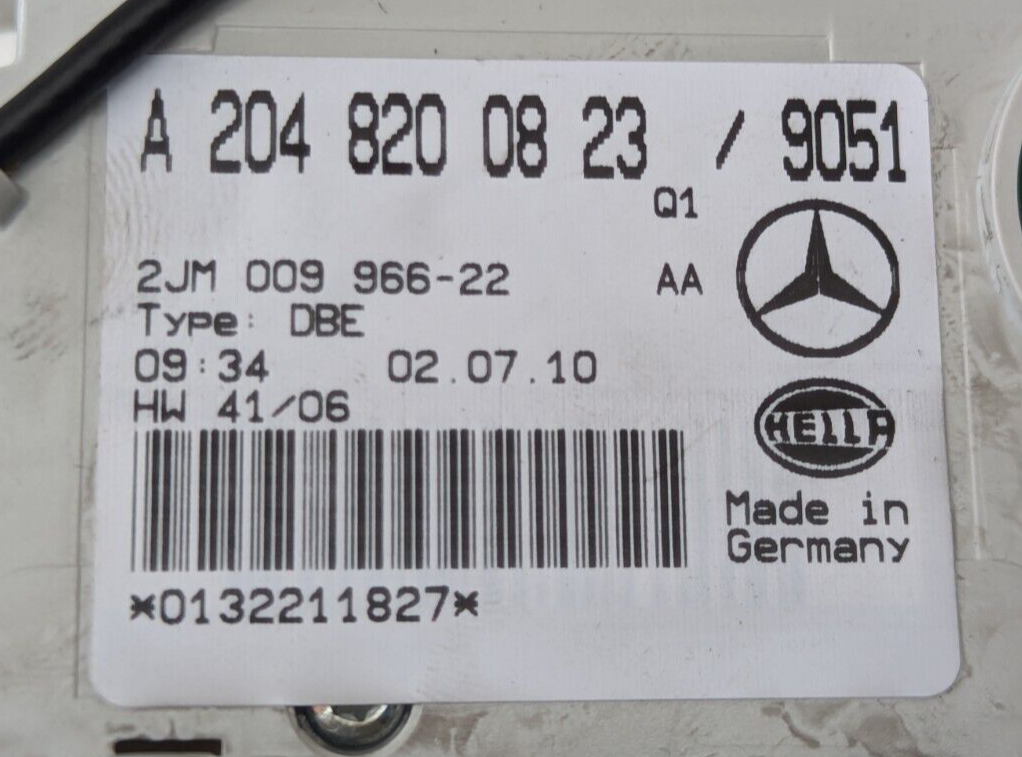 A 204 820 08 23 / 9051
Q1
2JM 009 966-22 AA
Type: DBE
09:34 02.07.10
HW 41/06
HELLA
Made in
Germany
*0132211827*